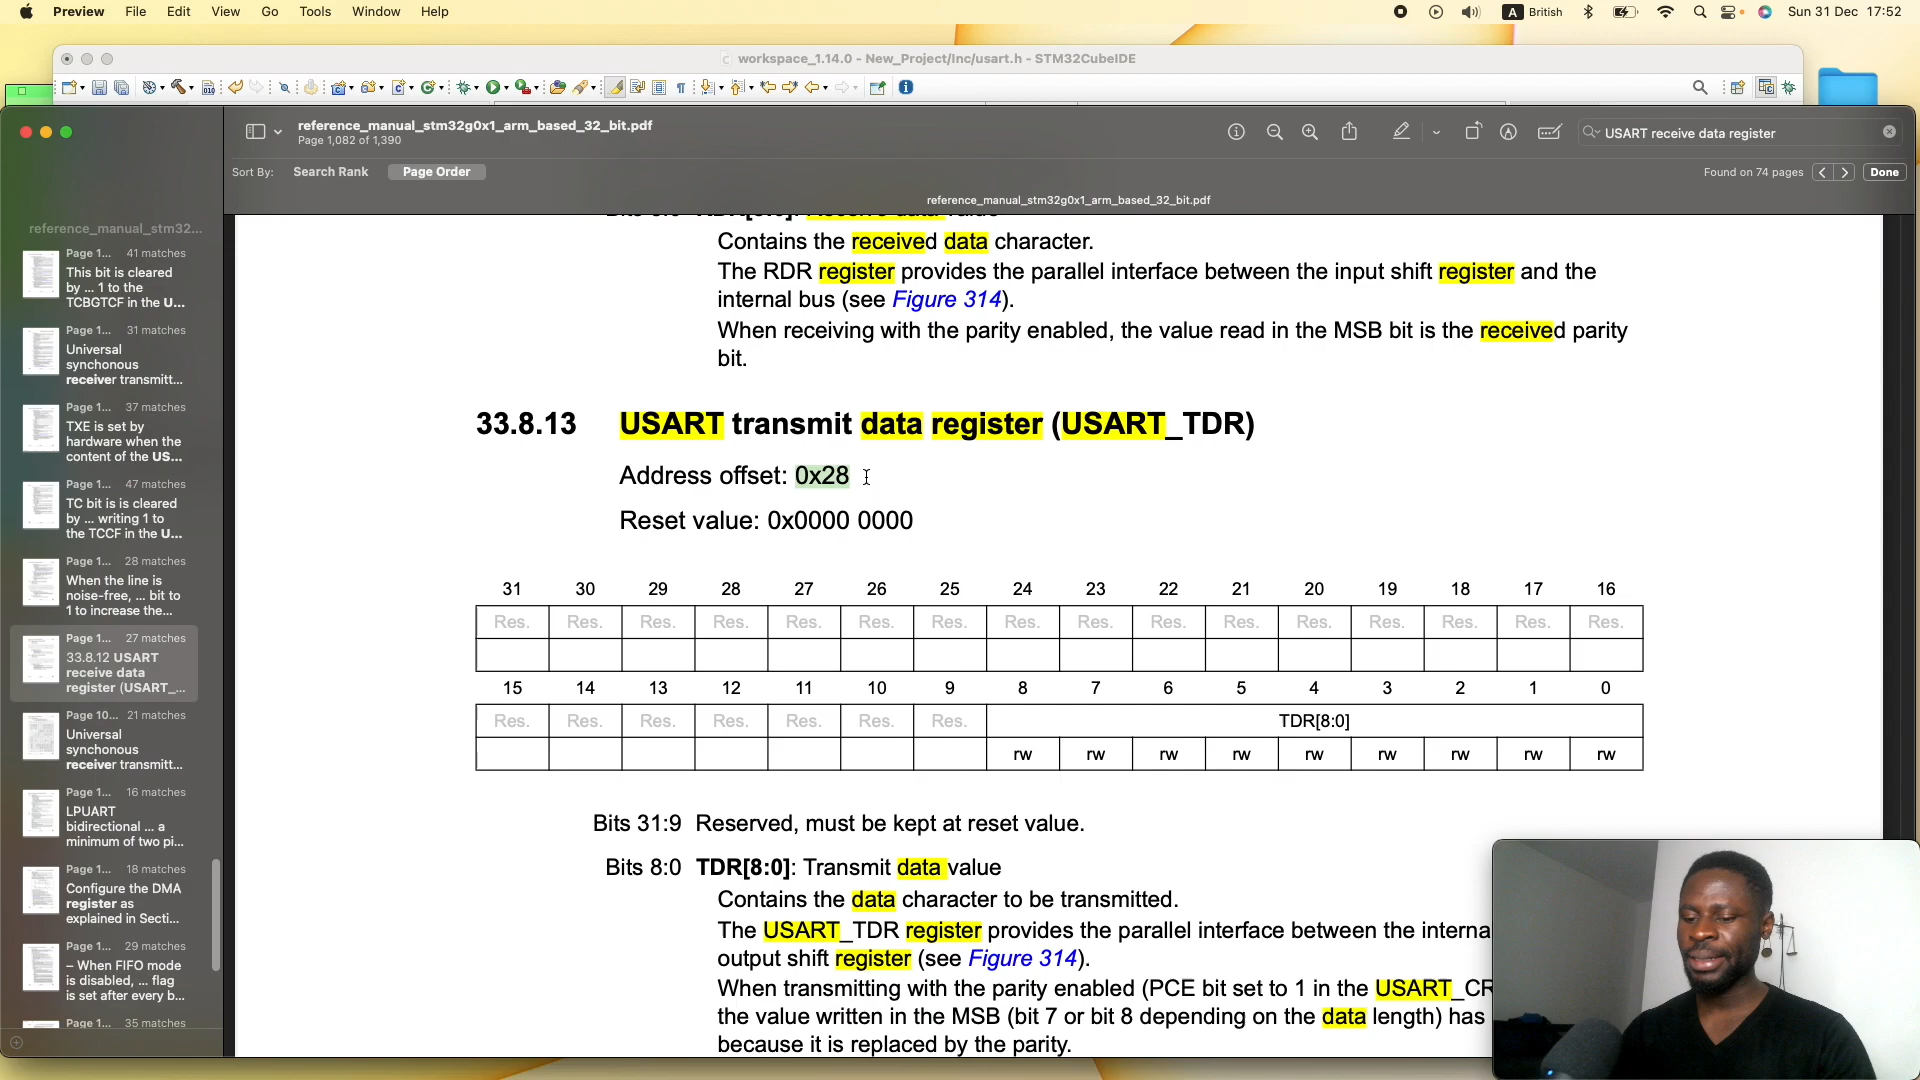 Preview File Edit View Go Tools Window Help
A British Sun 31 Dec 17:52
workspace_1.14.0 - New_Project/Inc/usart.h - STM32CubeIDE
reference_manual_stm32g0x1_arm_based_32_bit.pdf
Page 1,082 of 1,390
USART receive data register
Sort By: Search Rank Page Order
Found on 74 pages Done
reference_manual_stm32g0x1_arm_based_32_bit.pdf
reference_manual_stm32...
Page 1... 41 matches
This bit is cleared
by ... 1 to the
TCBGTCF in the U...
Page 1... 31 matches
Universal
synchonous
receiver transmitt...
Page 1... 37 matches
TXE is set by
hardware when the
content of the US...
Page 1... 47 matches
TC bit is is cleared
by ... writing 1 to
the TCCF in the U...
Page 1... 28 matches
When the line is
noise-free, ... bit to
1 to increase the...
Page 1... 27 matches
33.8.12 USART
receive data
register (USART_...
Page 10... 21 matches
Universal
synchonous
receiver transmitt...
Page 1... 16 matches
LPUART
bidirectional ... a
minimum of two pi...
Page 1... 18 matches
Configure the DMA
register as
explained in Secti...
Page 1... 29 matches
– When FIFO mode
is disabled, ... flag
is set after every b...
Page 1... 35 matches
Contains the received data character.
The RDR register provides the parallel interface between the input shift register and the
internal bus (see Figure 314).
When receiving with the parity enabled, the value read in the MSB bit is the received parity
bit.
33.8.13 USART transmit data register (USART_TDR)
Address offset: 0x28
Reset value: 0x0000 0000
31 30 29 28 27 26 25 24 23 22 21 20 19 18 17 16
Res. Res. Res. Res. Res. Res. Res. Res. Res. Res. Res. Res. Res. Res. Res. Res.
15 14 13 12 11 10 9 8 7 6 5 4 3 2 1 0
Res. Res. Res. Res. Res. Res. Res. TDR[8:0]
rw rw rw rw rw rw rw rw rw
Bits 31:9 Reserved, must be kept at reset value.
Bits 8:0 TDR[8:0]: Transmit data value
Contains the data character to be transmitted.
The USART_TDR register provides the parallel interface between the interna
output shift register (see Figure 314).
When transmitting with the parity enabled (PCE bit set to 1 in the USART_CR
the value written in the MSB (bit 7 or bit 8 depending on the data length) has
because it is replaced by the parity.